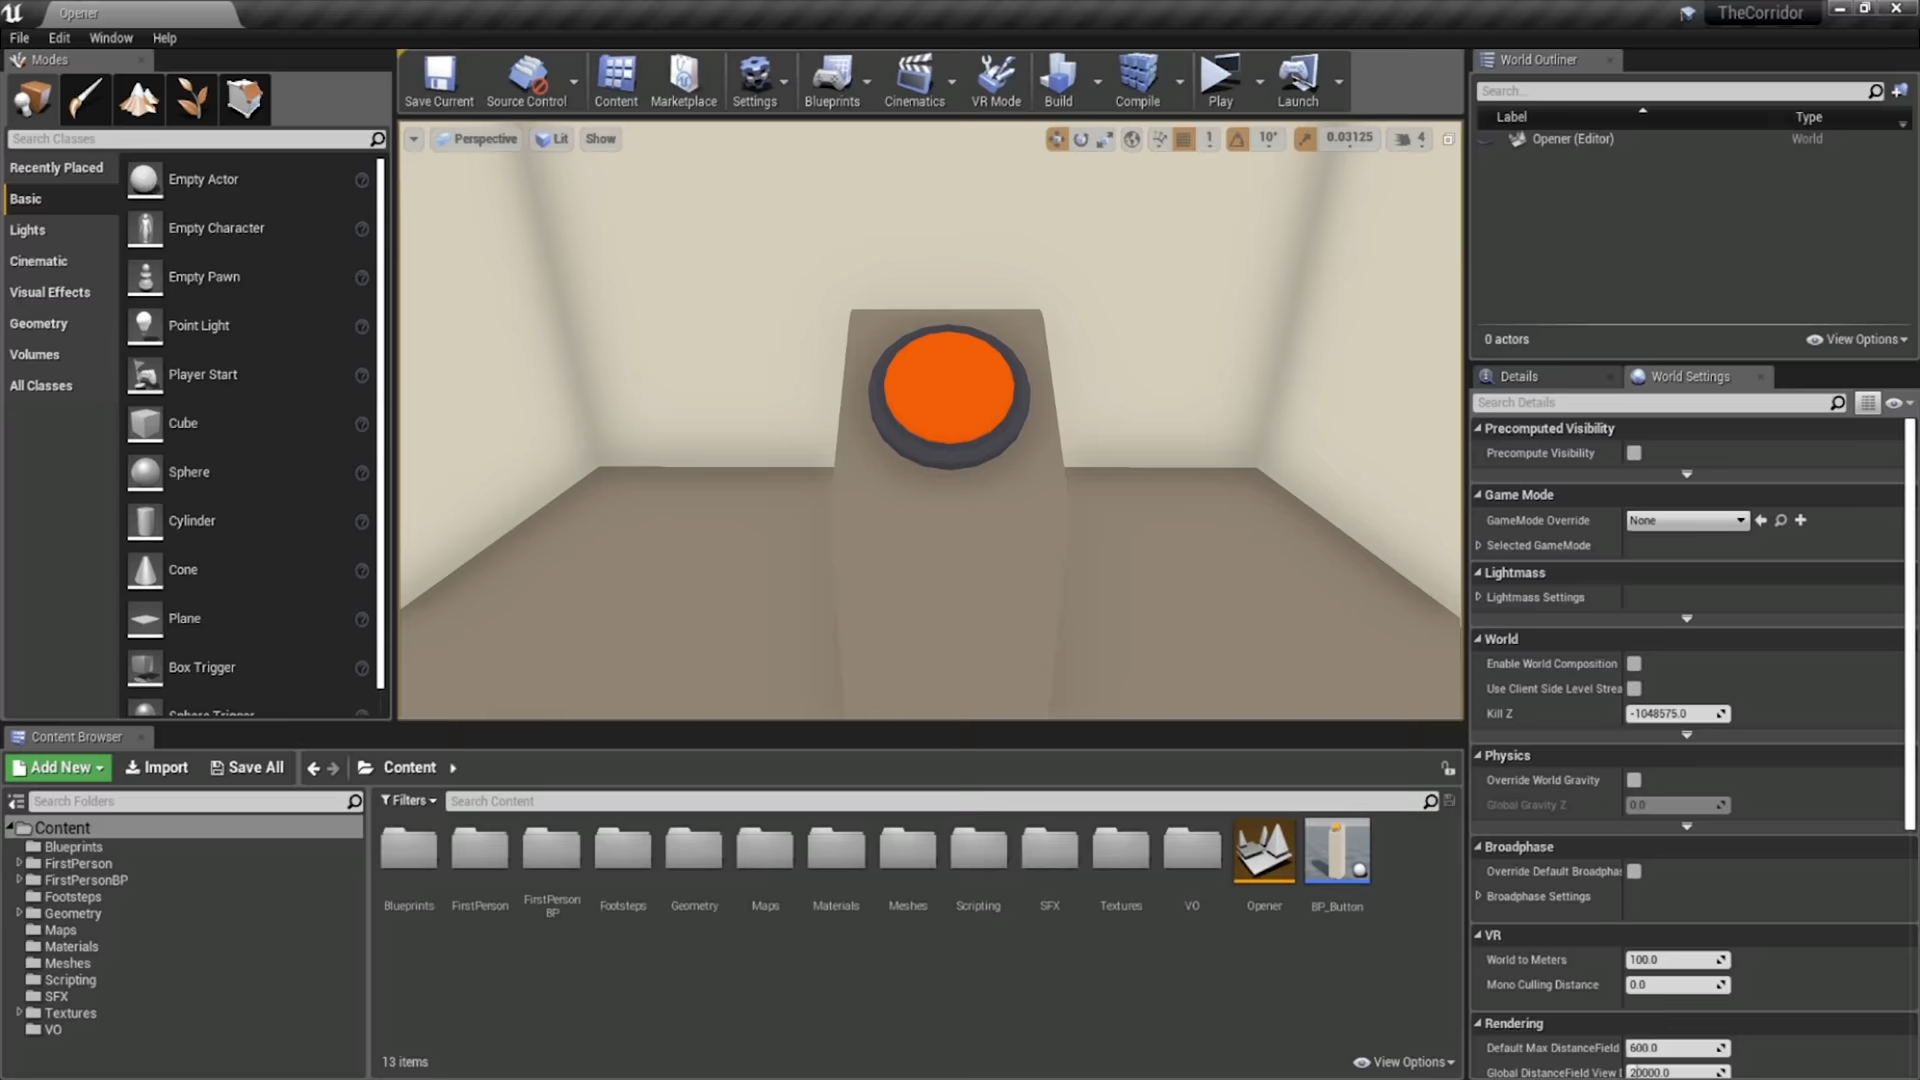 Opener
TheCorridor
File Edit Window Help
Modes
Save Current Source Control Content Marketplace Settings Blueprints Cinematics VR Mode Build Compile Play Launch
World Outliner
Search...
Label Type
Opener (Editor) World
0 actors View Options
Search Classes
Perspective Lit Show 1 10° 0.03125 4
Recently Placed
Basic
Lights
Cinematic
Visual Effects
Geometry
Volumes
All Classes
Empty Actor
Empty Character
Empty Pawn
Point Light
Player Start
Cube
Sphere
Cylinder
Cone
Plane
Box Trigger
Sphere Trigger
Details World Settings
Search Details
Precomputed Visibility
Precompute Visibility
Game Mode
GameMode Override None
Selected GameMode
Lightmass
Lightmass Settings
World
Enable World Composition
Use Client Side Level Strea
Kill Z -1048575.0
Physics
Override World Gravity
Global Gravity Z 0.0
Broadphase
Override Default Broadphas
Broadphase Settings
VR
World to Meters 100.0
Mono Culling Distance 0.0
Rendering
Default Max DistanceField 600.0
Global DistanceField View 20000.0
Content Browser
Add New Import Save All Content
Search Folders
Filters Search Content
Content
Blueprints
FirstPerson
FirstPersonBP
Footsteps
Geometry
Maps
Materials
Meshes
Scripting
SFX
Textures
VO
Blueprints FirstPerson FirstPerson BP Footsteps Geometry Maps Materials Meshes Scripting SFX Textures VO Opener BP_Button
13 items View Options